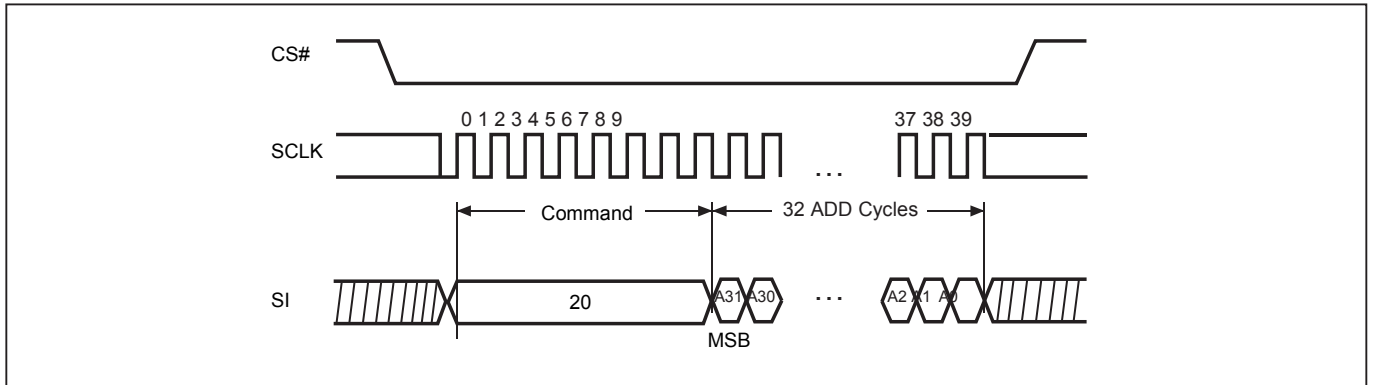 CS#
0 1 2 3 4 5 6 7 8 9 37 38 39
SCLK
...
Command 32 ADD Cycles
SI 20 A31 A30 ... A2 A1 A0
MSB